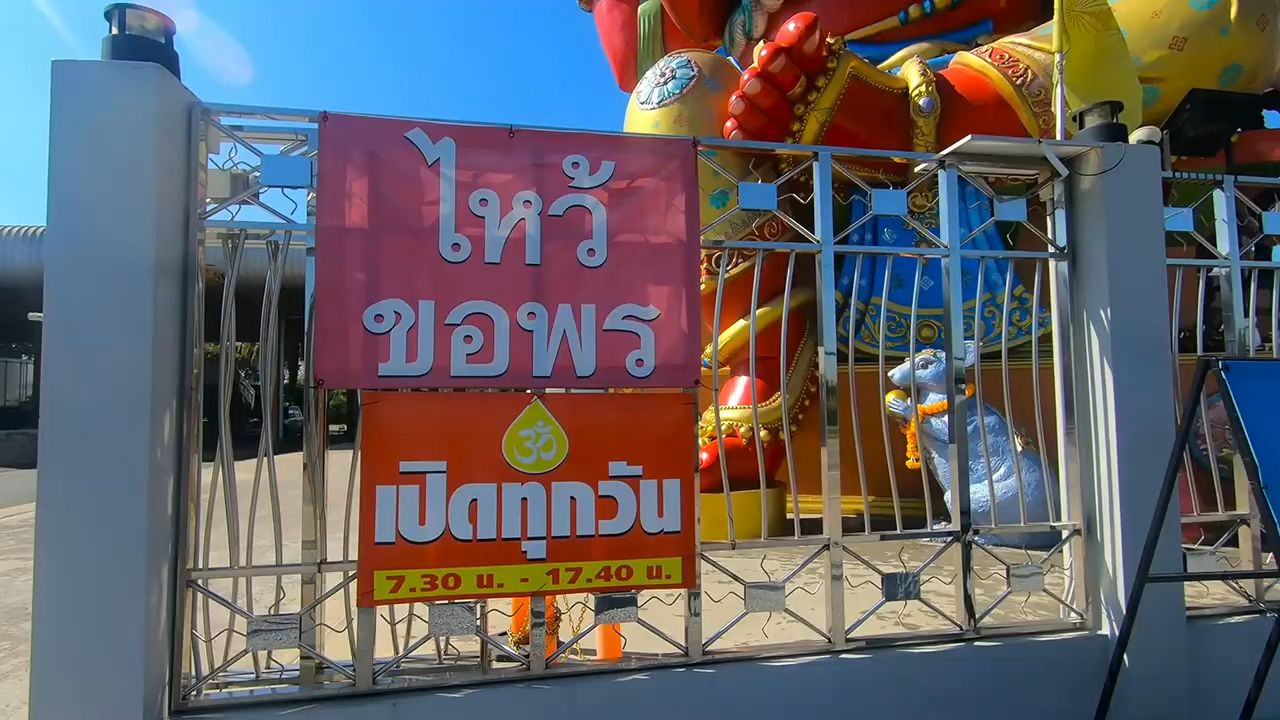 ไหว้
ขอพร
ॐ
เปิดทุกวัน
7.30 น. - 17.40 น.